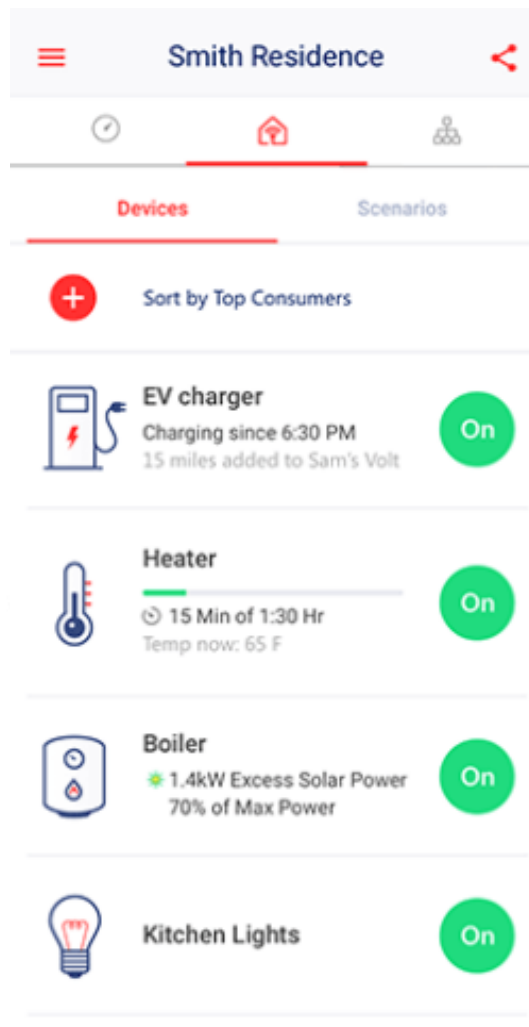 Smith Residence
Devices
Scenarios
Sort by Top Consumers
EV charger
Charging since 6:30 PM
15 miles added to Sam's Volt
On
Heater
15 Min of 1:30 Hr
Temp now: 65 F
On
Boiler
1.4kW Excess Solar Power
70% of Max Power
On
Kitchen Lights
On